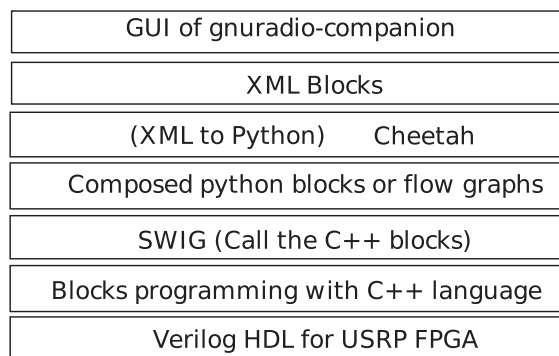 GUI of gnuradio-companion
XML Blocks
(XML to Python) Cheetah
Composed python blocks or flow graphs
SWIG (Call the C++ blocks)
Blocks programming with C++ language
Verilog HDL for USRP FPGA